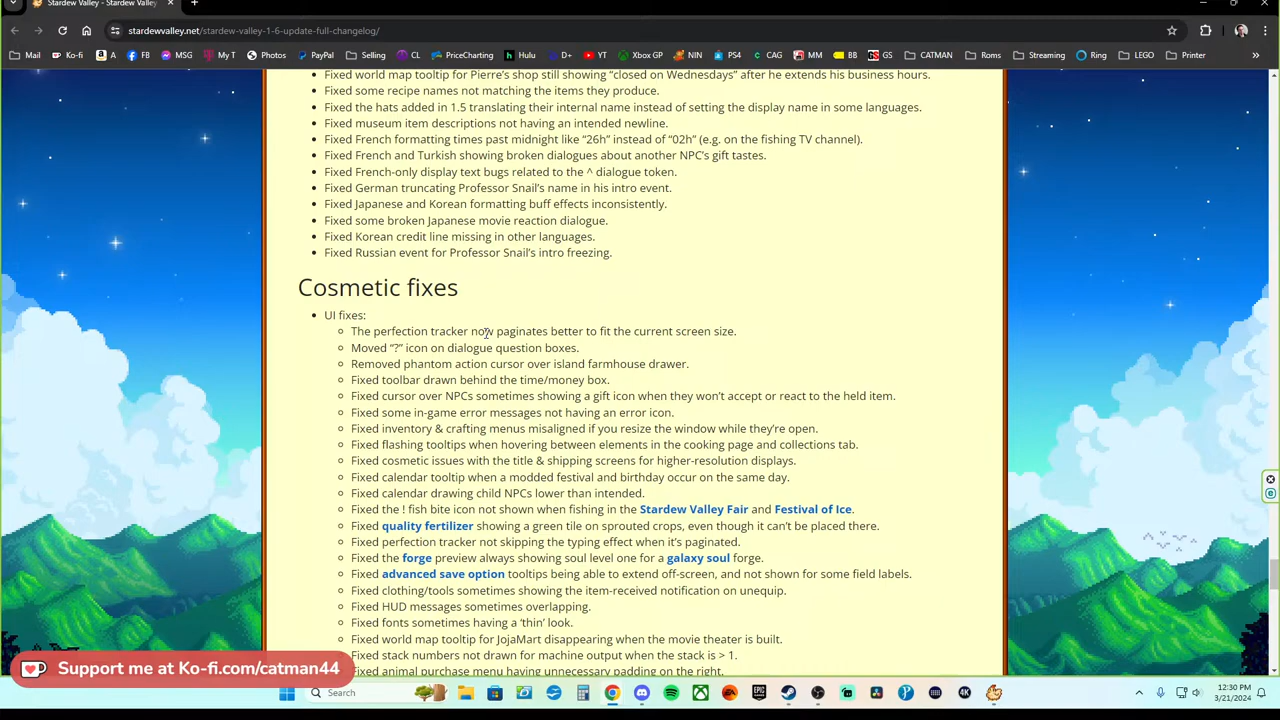 Stardew Valley - Stardew Valley
stardewvalley.net/stardew-valley-1-6-update-full-changelog/
Mail Ko-fi A FB MSG My T Photos PayPal Selling CL PriceCharting Hulu D+ YT Xbox GP NIN PS4 CAG MM BB GS CATMAN Roms Streaming Ring LEGO Printer »
Fixed world map tooltip for Pierre's shop still showing “closed on Wednesdays” after he extends his business hours.
Fixed some recipe names not matching the items they produce.
Fixed the hats added in 1.5 translating their internal name instead of setting the display name in some languages.
Fixed museum item descriptions not having an intended newline.
Fixed French formatting times past midnight like “26h” instead of “02h” (e.g. on the fishing TV channel).
Fixed French and Turkish showing broken dialogues about another NPC's gift tastes.
Fixed French-only display text bugs related to the ^ dialogue token.
Fixed German truncating Professor Snail's name in his intro event.
Fixed Japanese and Korean formatting buff effects inconsistently.
Fixed some broken Japanese movie reaction dialogue.
Fixed Korean credit line missing in other languages.
Fixed Russian event for Professor Snail's intro freezing.
Cosmetic fixes
UI fixes:
The perfection tracker now paginates better to fit the current screen size.
Moved “?” icon on dialogue question boxes.
Removed phantom action cursor over island farmhouse drawer.
Fixed toolbar drawn behind the time/money box.
Fixed cursor over NPCs sometimes showing a gift icon when they won't accept or react to the held item.
Fixed some in-game error messages not having an error icon.
Fixed inventory & crafting menus misaligned if you resize the window while they're open.
Fixed flashing tooltips when hovering between elements in the cooking page and collections tab.
Fixed cosmetic issues with the title & shipping screens for higher-resolution displays.
Fixed calendar tooltip when a modded festival and birthday occur on the same day.
Fixed calendar drawing child NPCs lower than intended.
Fixed the ! fish bite icon not shown when fishing in the Stardew Valley Fair and Festival of Ice.
Fixed quality fertilizer showing a green tile on sprouted crops, even though it can't be placed there.
Fixed perfection tracker not skipping the typing effect when it's paginated.
Fixed the forge preview always showing soul level one for a galaxy soul forge.
Fixed advanced save option tooltips being able to extend off-screen, and not shown for some field labels.
Fixed clothing/tools sometimes showing the item-received notification on unequip.
Fixed HUD messages sometimes overlapping.
Fixed fonts sometimes having a ‘thin’ look.
Fixed world map tooltip for JojaMart disappearing when the movie theater is built.
Fixed stack numbers not drawn for machine output when the stack is > 1.
Fixed animal purchase menu having unnecessary padding on the right.
Support me at Ko-fi.com/catman44
Search
EPIC
4K
12:30 PM
3/21/2024